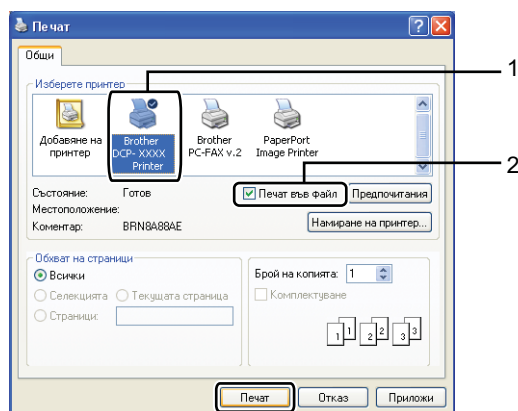 Печат
Общи
Изберете принтер
1
Добавяне на принтер
Brother DCP- XXXX Printer
Brother PC-FAX v.2
PaperPort Image Printer
2
Състояние: Готов
Печат във файл
Предпочитания
Местоположение:
Коментар: BRN8A88AE
Намиране на принтер...
Обхват на страници
Всички
Селекцията
Текущата страница
Страници:
Брой на копията: 1
Комплектуване
1 1 2 2 3 3
Печат
Отказ
Приложи